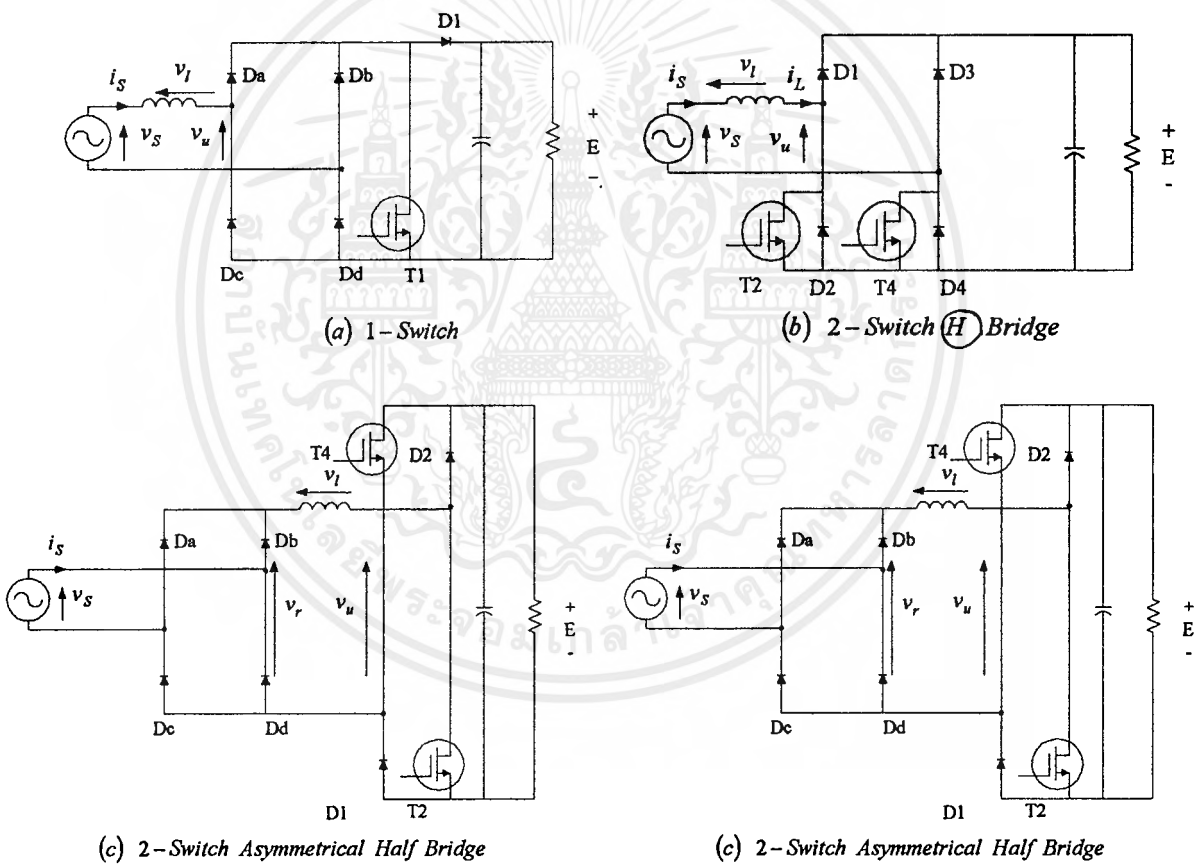 D1
Da
Db
i_S
v_l
v_S
v_u
+
E
−
Dc
Dd
T1
(a) 1-Switch
i_S
v_l
i_L
D1
D3
v_S
v_u
+
E
-
T2
D2
T4
D4
(b) 2-Switch H Bridge
T4
D2
v_l
Da
Db
i_S
v_S
v_r
v_u
+
E
-
Dc
Dd
D1
T2
(c) 2-Switch Asymmetrical Half Bridge
T4
D2
v_l
Da
Db
i_S
v_S
v_r
v_u
+
E
-
Dc
Dd
D1
T2
(c) 2-Switch Asymmetrical Half Bridge